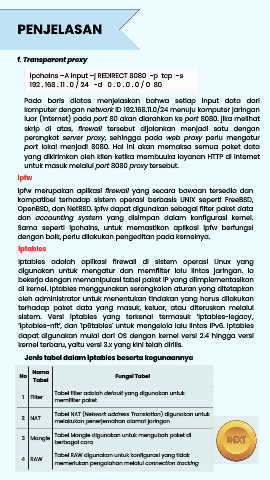 PENJELASAN
f. Transparent proxy
Ipchains –A input –j REDIRECT 8080 -p tcp -s
192 . 168 . 11 . 0 / 24 -d 0 . 0 . 0 . 0 / 0 80
Pada baris diatas menjelaskan bahwa setiap input data dari
komputer dengan network ID 192.168.11.0/24 menuju komputer jaringan
luar (internet) pada port 80 akan diarahkan ke port 8080. jika melihat
skrip di atas, firewall tersebut dijalankan menjadi satu dengan
perangkat server proxy, sehingga pada web proxy perlu mengatur
port lokal menjadi 8080. Hal ini akan memaksa semua paket data
yang dikirimkan oleh klien ketika membuuka layanan HTTP di internet
untuk masuk melalui port 8080 proxy tersebut.
Ipfw
Ipfw merupakan aplikasi firewall yang secara bawaan tersedia dan
kompatibel terhadap sistem operasi berbasis UNIX seperti FreeBSD,
OpenBSD, dan NetBSD. Ipfw dapat digunakan sebagai filter paket data
dan accounting system yang disimpan dalam konfigurasi kernel.
Sama seperti ipchains, untuk memastikan aplikasi ipfw berfungsi
dengan baik, perlu dilakukan pengeditan pada kernelnya.
Iptables
Iptables adalah aplikasi firewall di sistem operasi Linux yang
digunakan untuk mengatur dan memfilter lalu lintas jaringan. Ia
bekerja dengan memanipulasi tabel paket IP yang diimplementasikan
di kernel. Iptables menggunakan serangkaian aturan yang ditetapkan
oleh administrator untuk menentukan tindakan yang harus dilakukan
terhadap paket data yang masuk, keluar, atau diteruskan melalui
sistem. Versi iptables yang terkenal termasuk 'iptables-legacy',
'iptables-nft', dan 'ip6tables' untuk mengelola lalu lintas IPv6. Iptables
dapat digunakan mulai dari OS dengan kernel versi 2.4 hingga versi
kernel terbaru, yaitu versi 3.x yang kini telah dirilis.
Jenis tabel dalam iptables beserta kegunaannya
No Nama Tabel Fungsi Tabel
1 Filter Tabel filter adalah default yang digunakan untuk
memfilter paket
2 NAT Tabel NAT (Network Address Translation) digunakan untuk
melakukan penerjemahan alamat jaringan
3 Mangle Tabel Mangle digunakan untuk mengubah paket di
berbagai cara
4 RAW Tabel RAW digunakan untuk konfigurasi yang tidak
memerlukan pengolahan melalui connection tracking
NEXT